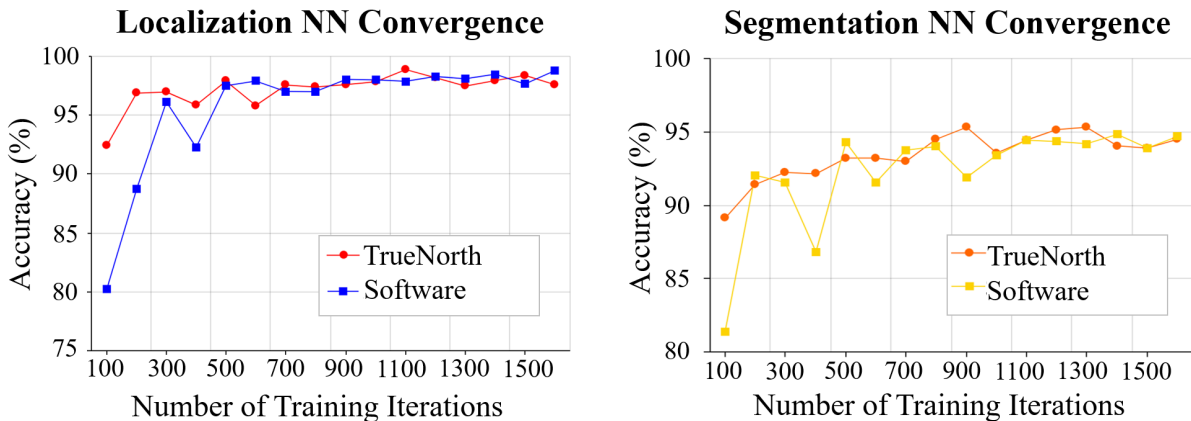 Localization NN Convergence
100
95
90
85
80
75
Accuracy (%)
TrueNorth
Software
100 300 500 700 900 1100 1300 1500
Number of Training Iterations
Segmentation NN Convergence
100
95
90
85
80
Accuracy (%)
TrueNorth
Software
100 300 500 700 900 1100 1300 1500
Number of Training Iterations